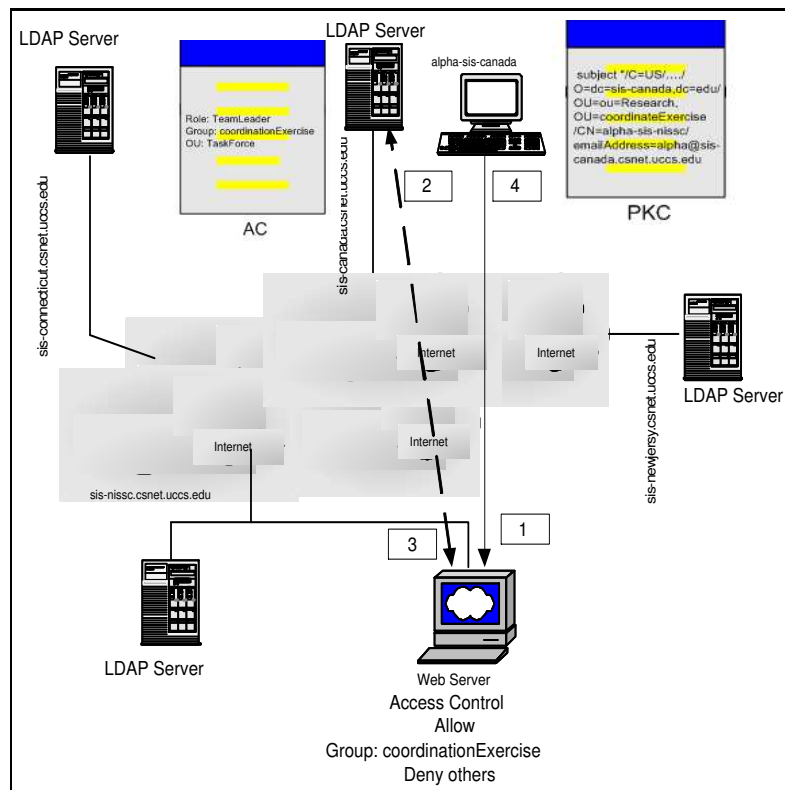 LDAP Server
LDAP Server
alpha-sis-canada
subject "/C=US/..../
O=dc=sis-canada,dc=edu/
OU=ou=Research,
OU=coordinateExercise
/CN=alpha-sis-nissc/
emailAddress=alpha@sis-
canada.csnet.uccs.edu
PKC
Role: TeamLeader
Group: coordinationExercise
OU: TaskForce
AC
2
4
sis-connecticut.csnet.uccs.edu
sis-canada.csnet.uccs.edu
Internet
Internet
sis-newjersy.csnet.uccs.edu
LDAP Server
Internet
Internet
sis-nissc.csnet.uccs.edu
3
1
LDAP Server
Web Server
Access Control
Allow
Group: coordinationExercise
Deny others